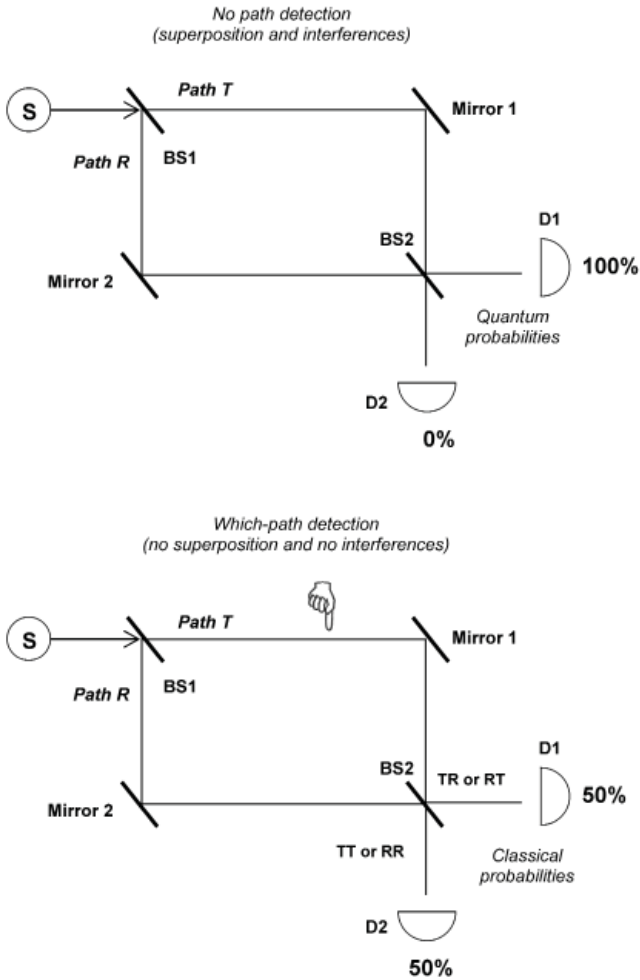 No path detection
(superposition and interferences)
Path T
S
Mirror 1
Path R
BS1
D1
BS2
100%
Mirror 2
Quantum
probabilities
D2
0%
Which-path detection
(no superposition and no interferences)
Path T
S
Mirror 1
Path R
BS1
D1
BS2
TR or RT
50%
Mirror 2
TT or RR
Classical
probabilities
D2
50%